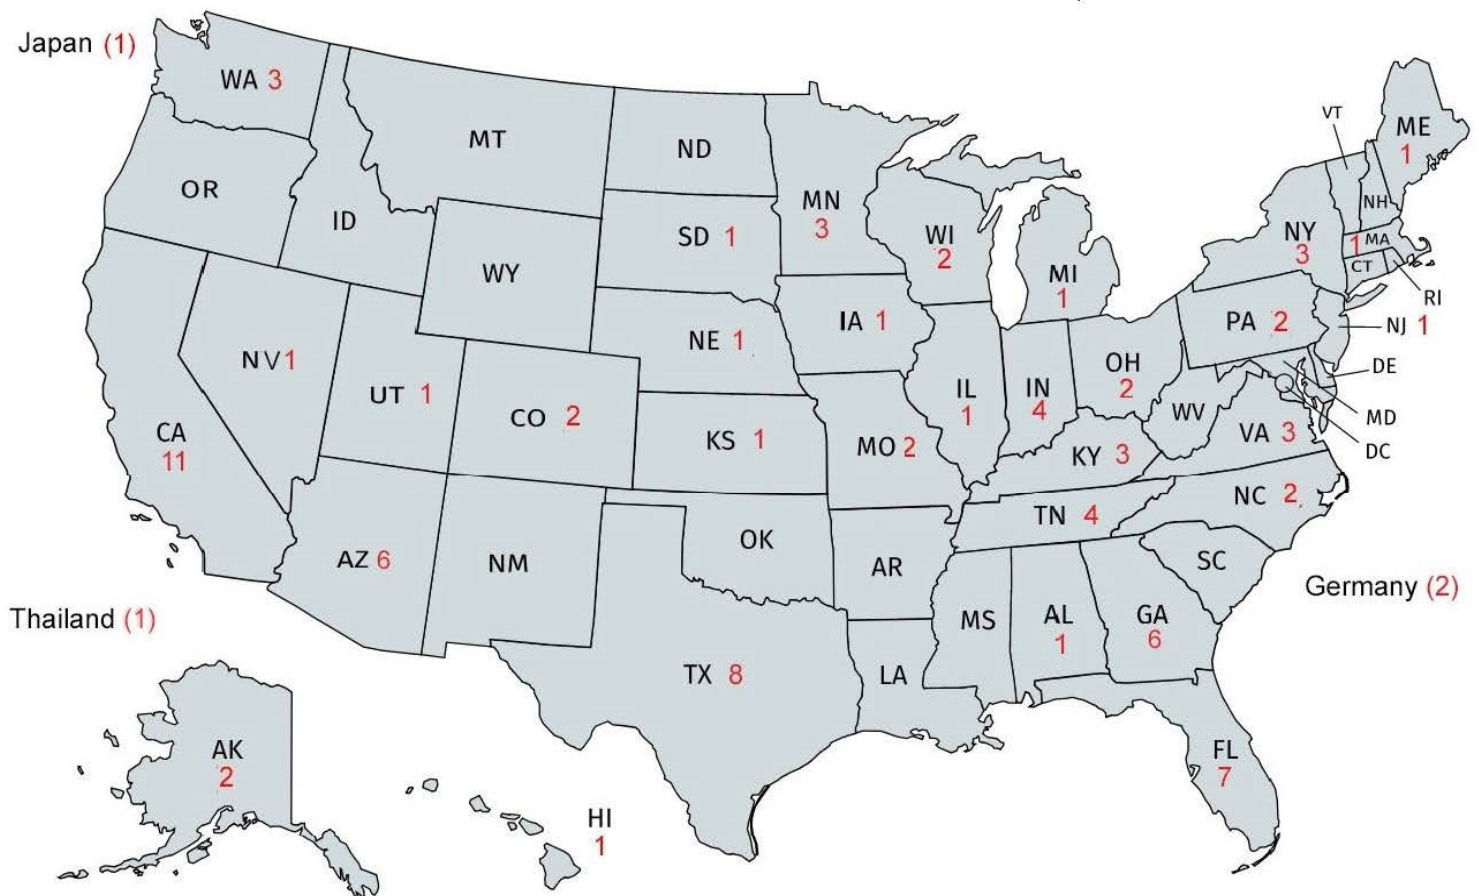 Japan (1)
WA 3
MT
ND
VT
ME
1
OR
ID
MN
3
NH
SD 1
WI
2
NY
3
1 MA
WY
MI
1
CT
RI
IA 1
PA 2
NJ 1
NE 1
NV 1
UT 1
CO 2
OH
2
DE
IL
1
IN
4
WV
MD
CA
11
KS 1
MO 2
KY 3
VA 3
DC
NC 2
TN 4
AZ 6
NM
OK
AR
SC
Germany (2)
Thailand (1)
MS
AL
1
GA
6
TX 8
LA
AK
2
FL
7
HI
1